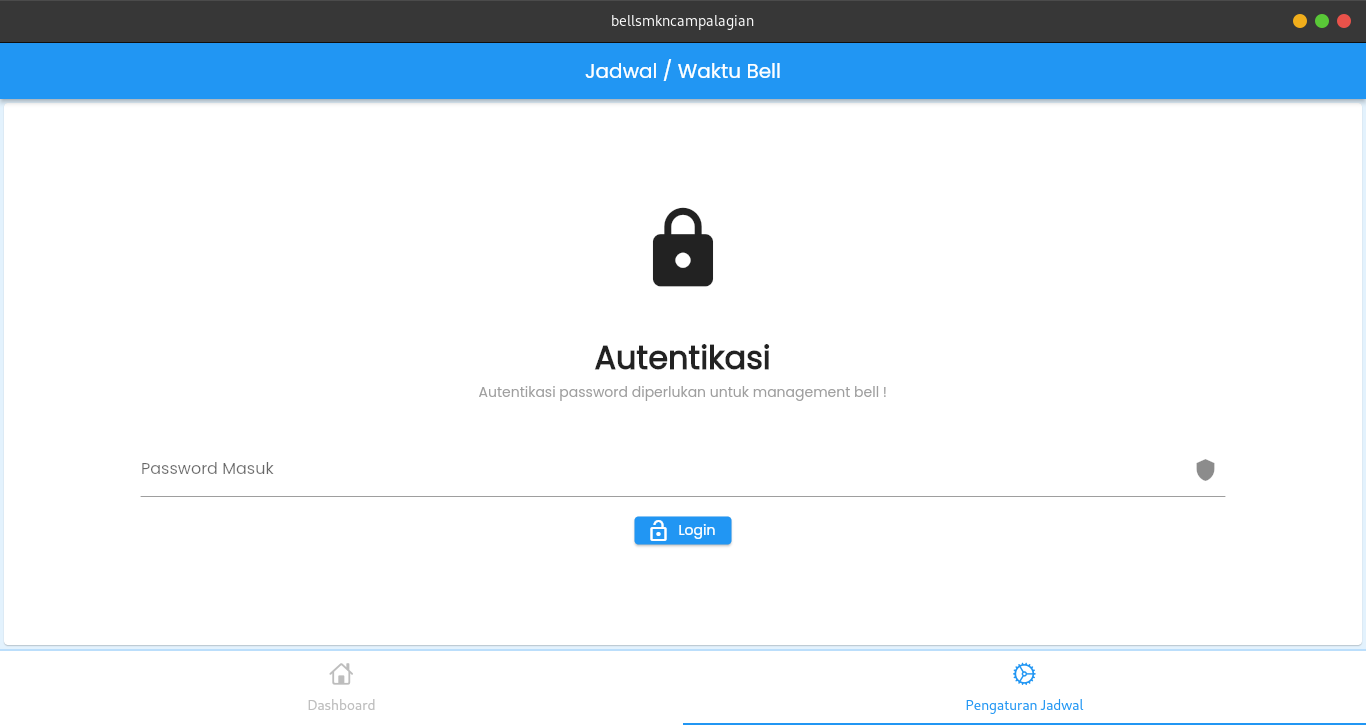 bellsmkncampalagian
Jadwal / Waktu Bell
Autentikasi
Autentikasi password diperlukan untuk management bell !
Password Masuk
Login
Dashboard
Pengaturan Jadwal